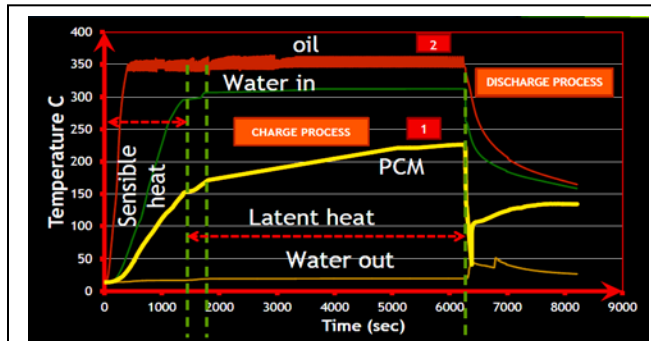 400
350
300
250
200
150
100
50
0
Temperature C
oil
2
Water in
DISCHARGE PROCESS
CHARGE PROCESS
1
PCM
Sensible
heat
Latent heat
Water out
0 1000 2000 3000 4000 5000 6000 7000 8000 9000
Time (sec)